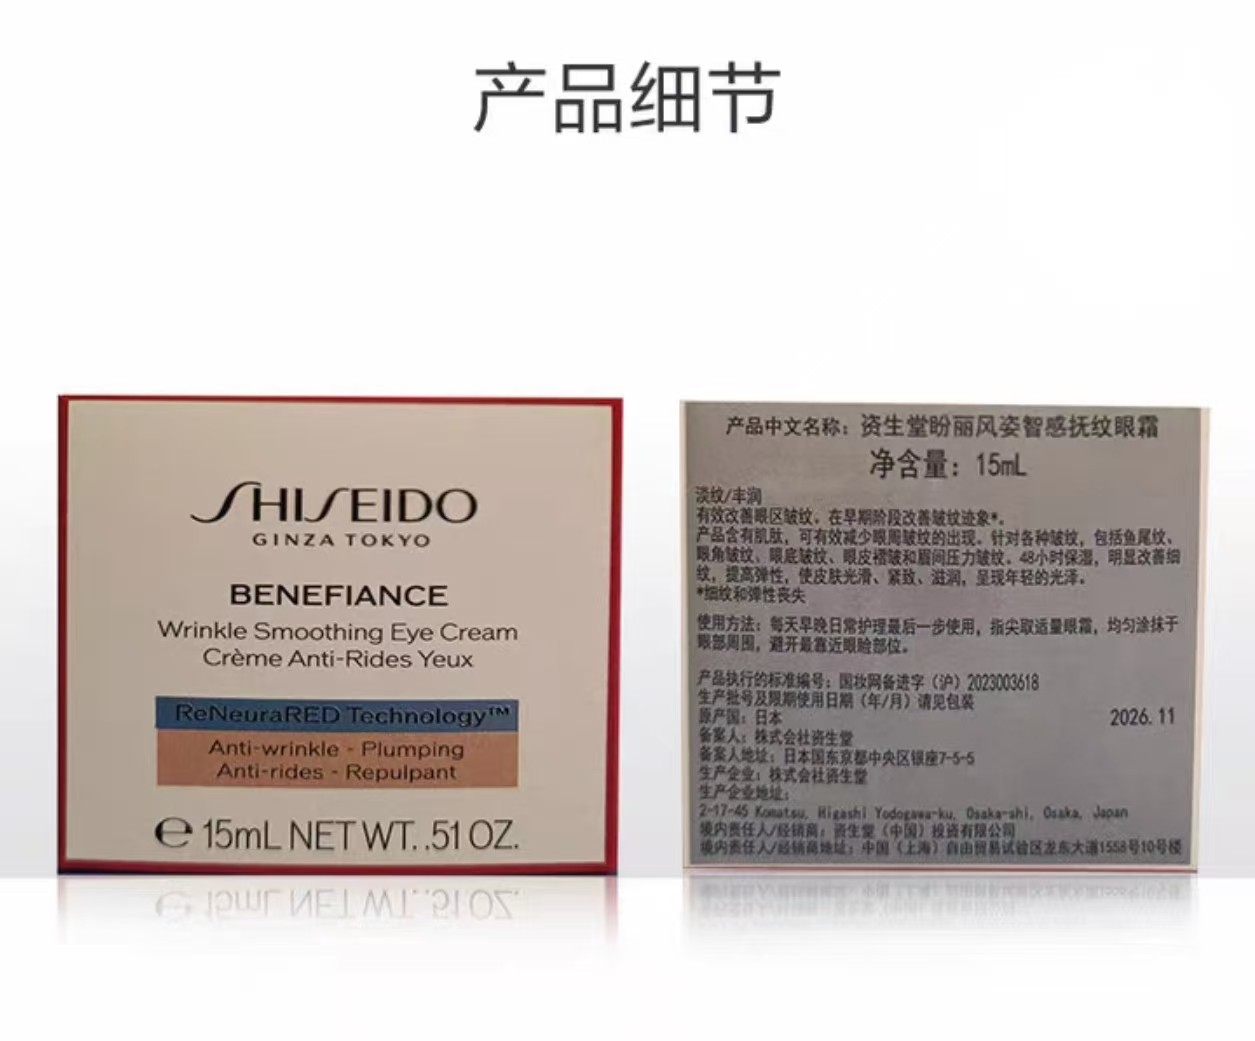 产品细节
SHISEIDO
GINZA TOKYO
BENEFIANCE
Wrinkle Smoothing Eye Cream
Crème Anti-Rides Yeux
ReNeuraRED Technology™
Anti-wrinkle - Plumping
Anti-rides - Repulpant
℮ 15mL NET WT. .51 OZ.
产品中文名称：资生堂盼丽风姿智感抚纹眼霜
净含量：15mL
淡纹/丰润
有效改善眼区皱纹，在早期阶段改善皱纹迹象*。
产品含有肌肽，可有效减少眼周皱纹的出现。针对各种皱纹，包括鱼尾纹、
眼角皱纹、眼底皱纹、眼皮褶皱和眉间压力皱纹。48小时保湿，明显改善细
纹，提高弹性，使皮肤光滑、紧致、滋润，呈现年轻的光泽。
*细纹和弹性丧失
使用方法：每天早晚日常护理最后一步使用，指尖取适量眼霜，均匀涂抹于
眼部周围，避开最靠近眼睑部位。
产品执行的标准编号：国妆网备进字（沪）2023003618
生产批号及限期使用日期（年/月）请见包装
原产国：日本
2026.11
备案人：株式会社资生堂
备案人地址：日本国东京都中央区银座7-5-5
生产企业：株式会社资生堂
生产企业地址：
2-17-45 Komatsu, Higashi Yodogawa-ku, Osaka-shi, Osaka, Japan
境内责任人/经销商：资生堂（中国）投资有限公司
境内责任人/经销商地址：中国（上海）自由贸易试验区龙东大道1558号10号楼